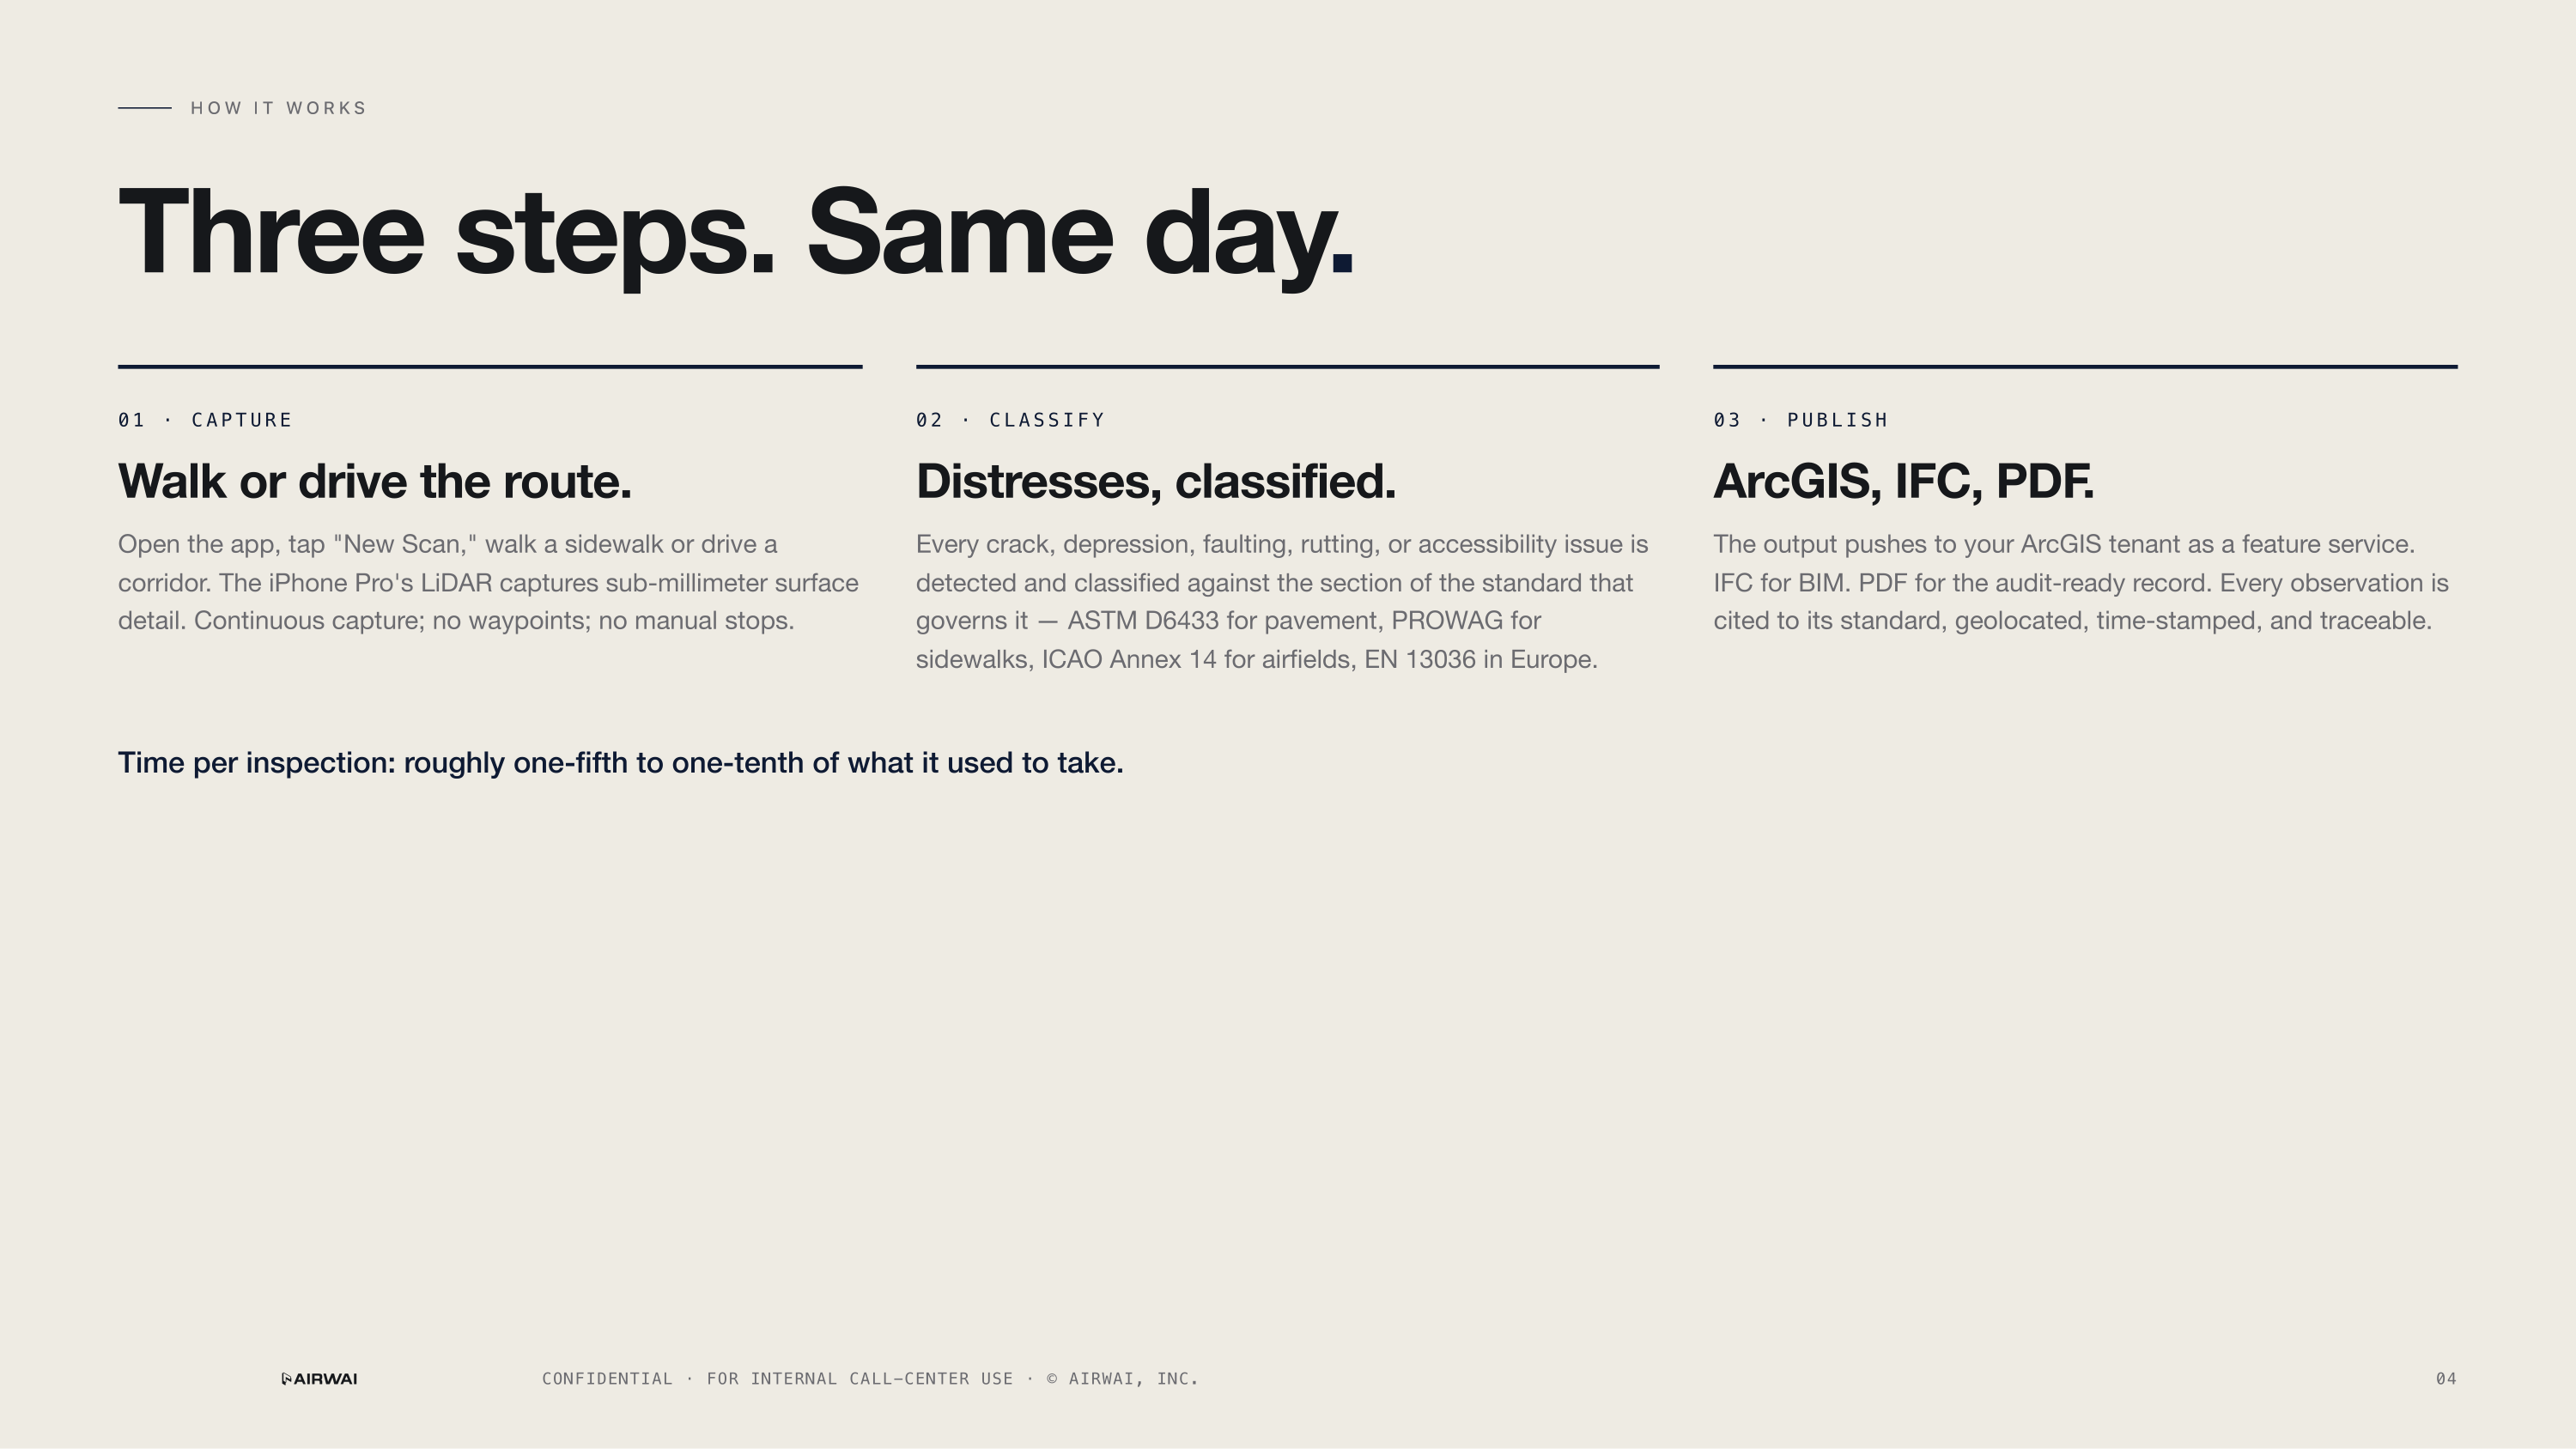 HOW IT WORKS
Three steps. Same day.
01 · CAPTURE
Walk or drive the route.
Open the app, tap "New Scan," walk a sidewalk or drive a
corridor. The iPhone Pro's LiDAR captures sub-millimeter surface
detail. Continuous capture; no waypoints; no manual stops.
02 · CLASSIFY
Distresses, classified.
Every crack, depression, faulting, rutting, or accessibility issue is
detected and classified against the section of the standard that
governs it — ASTM D6433 for pavement, PROWAG for
sidewalks, ICAO Annex 14 for airfields, EN 13036 in Europe.
03 · PUBLISH
ArcGIS, IFC, PDF.
The output pushes to your ArcGIS tenant as a feature service.
IFC for BIM. PDF for the audit-ready record. Every observation is
cited to its standard, geolocated, time-stamped, and traceable.
Time per inspection: roughly one-fifth to one-tenth of what it used to take.
AIRWAI
CONFIDENTIAL · FOR INTERNAL CALL-CENTER USE · © AIRWAI, INC.
04